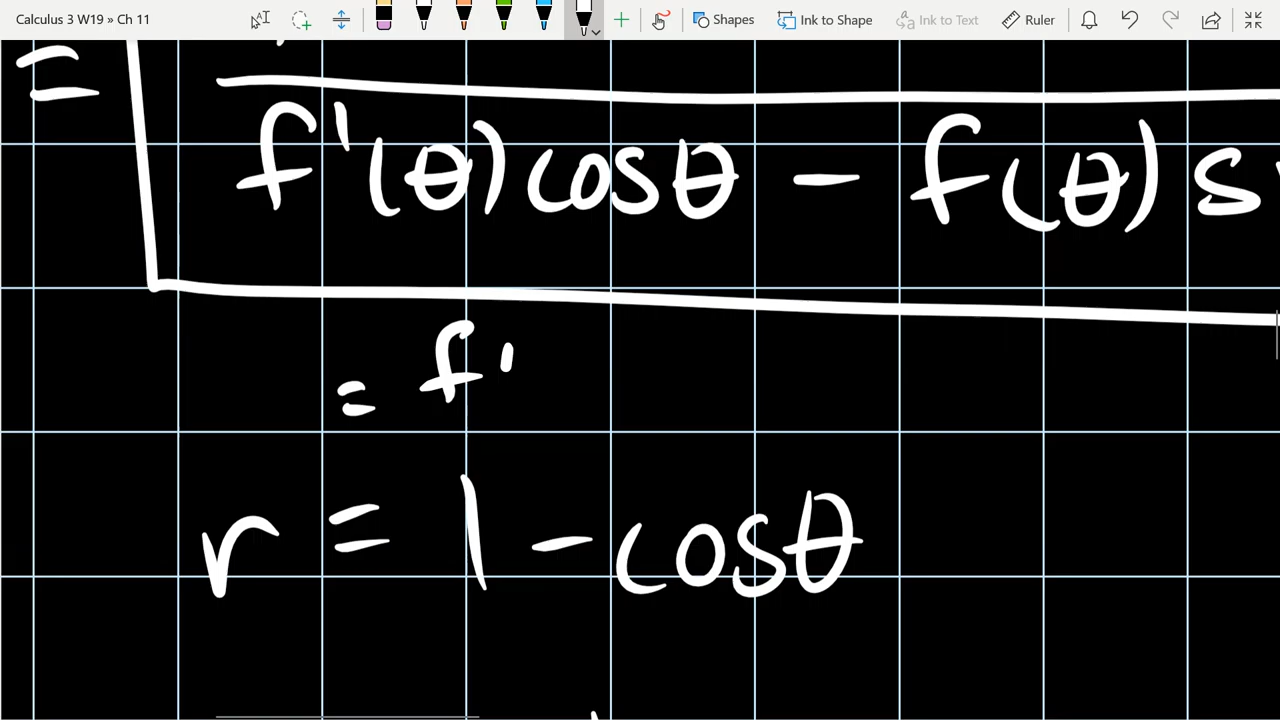 Calculus 3 W19 » Ch 11
Shapes Ink to Shape Ink to Text Ruler
=
f'(θ)cosθ - f(θ)s
= f'
r = 1 - cosθ